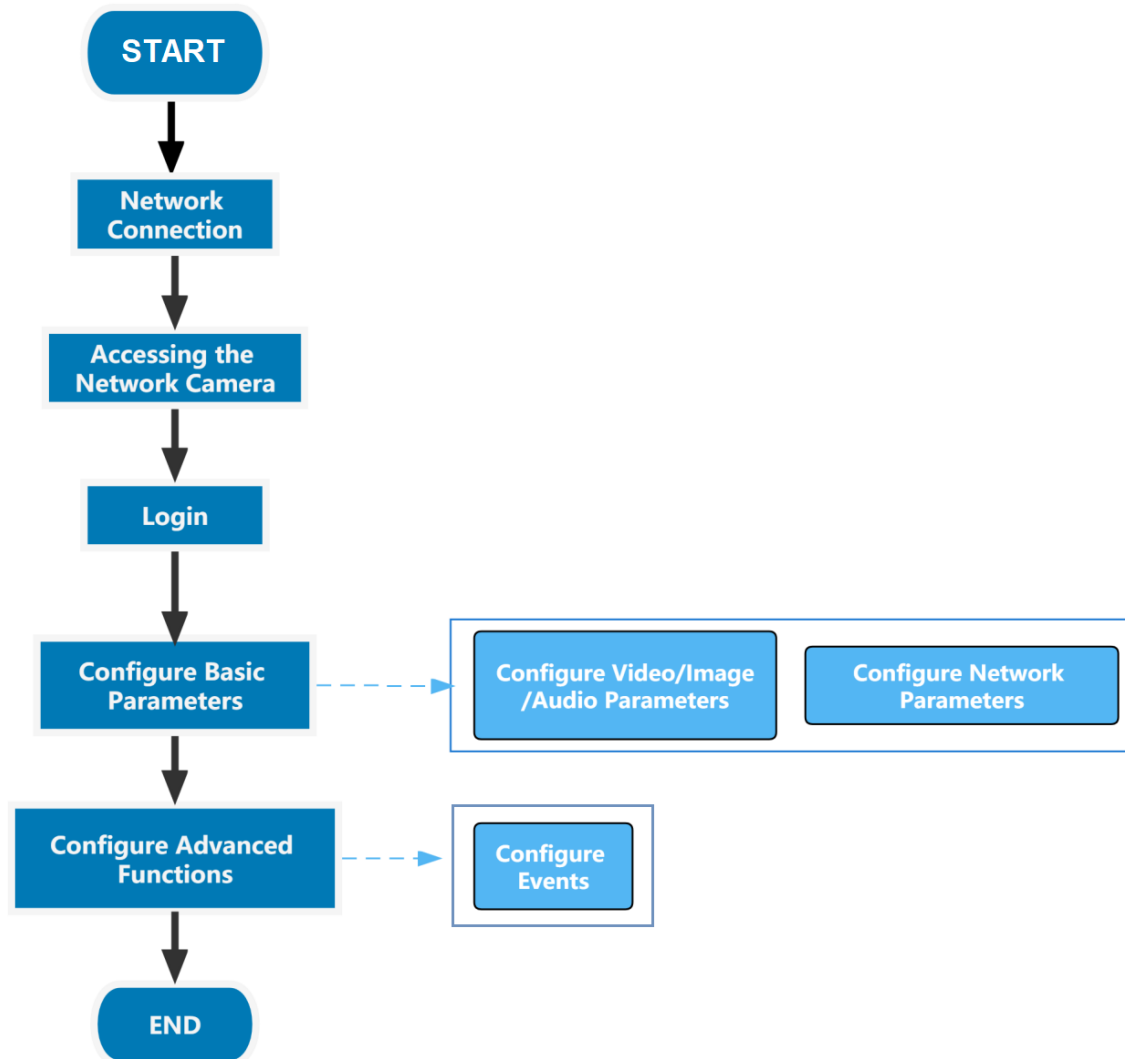 START
Network
Connection
Accessing the
Network Camera
Login
Configure Basic
Parameters
Configure Video/Image
/Audio Parameters
Configure Network
Parameters
Configure Advanced
Functions
Configure
Events
END